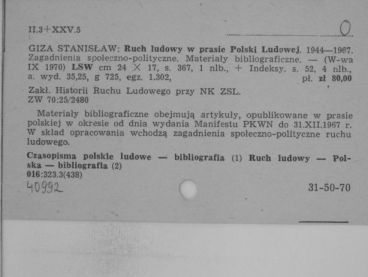 II.3+XXV.5
O
GIZA STANISŁAW: Ruch ludowy w prasie Polski Ludowej. 1944—1967.
Zagadnienia społeczno-polityczne. Materiały bibliograficzne. — (W-wa
IX 1970) LSW cm 24 × 17, s. 367, 1 nlb., + Indeksy. s. 52, 4 nlb.,
a. wyd. 35,25, g 725, egz. 1.302, pł. zł 80,00
Zakł. Historii Ruchu Ludowego przy NK ZSL.
ZW 70:25/2480
Materiały bibliograficzne obejmują artykuły, opublikowane w prasie
polskiej w okresie od dnia wydania Manifestu PKWN do 31.XII.1967 r.
W skład opracowania wchodzą zagadnienia społeczno-polityczne ruchu
ludowego.
Czasopisma polskie ludowe — bibliografia (1) Ruch ludowy — Pol-
ska — bibliografia (2)
016:323.3(438)
40992
31-50-70